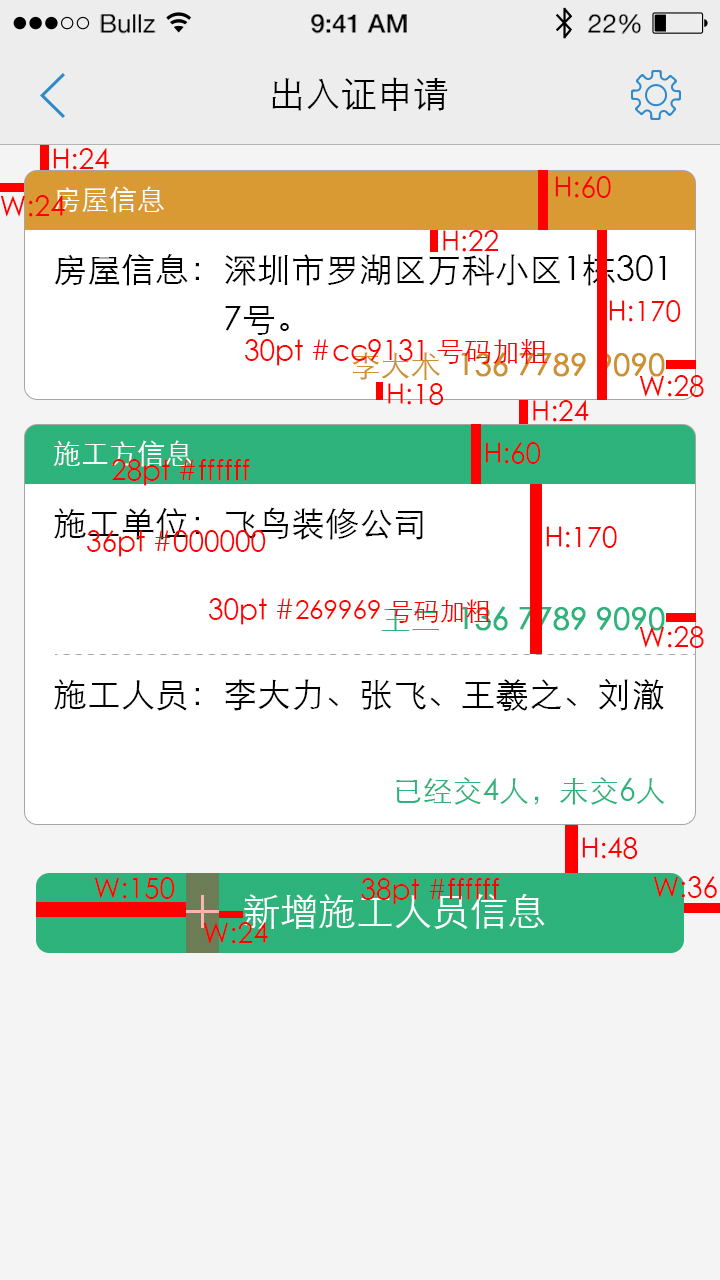 Bullz 9:41 AM 22%
出入证申请
H:24
W:24
房屋信息
H:60
H:22
房屋信息：深圳市罗湖区万科小区1栋301
7号。
H:170
30pt #cc9131 号码加粗
李大术 136 7789 9090
W:28
H:18
H:24
施工方信息
H:60
28pt #ffffff
施工单位：飞鸟装修公司
36pt #000000
H:170
30pt #269969 号码加粗
王二 136 7789 9090
W:28
施工人员：李大力、张飞、王羲之、刘澈
已经交4人，未交6人
H:48
W:150
38pt #ffffff
W:36
新增施工人员信息
W:24